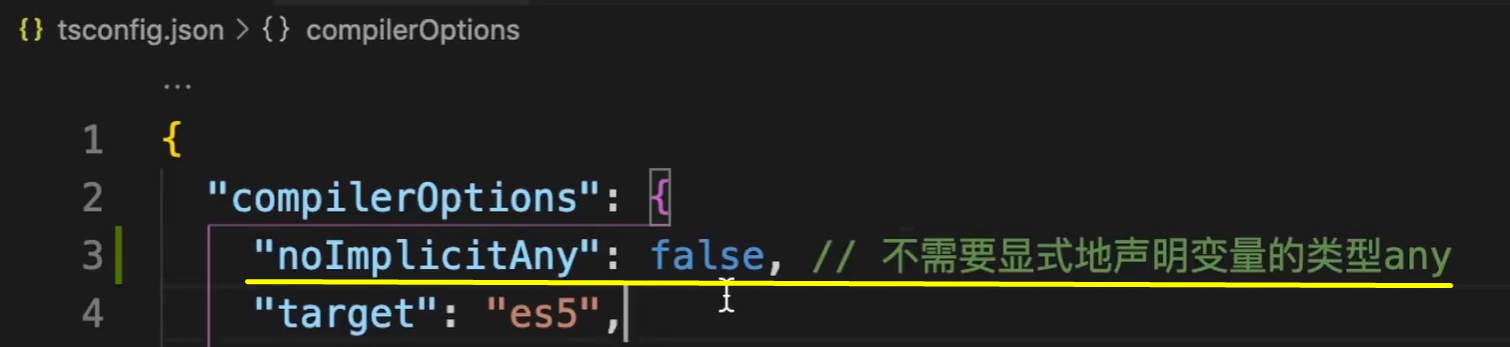 {} tsconfig.json > {} compilerOptions
...
1 {
2 "compilerOptions": {
3 "noImplicitAny": false, // 不需要显式地声明变量的类型any
4 "target": "es5",